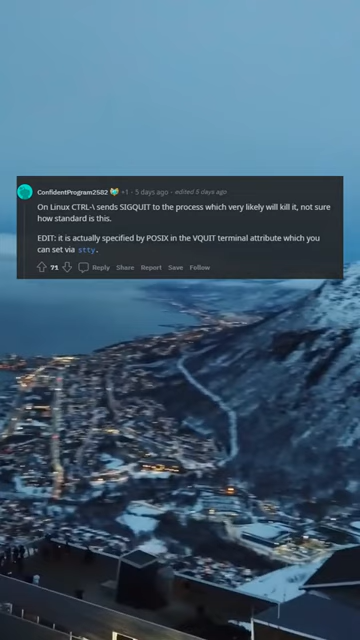 ConfidentProgram2582 +1 · 5 days ago · edited 5 days ago
On Linux CTRL-\ sends SIGQUIT to the process which very likely will kill it, not sure
how standard is this.
EDIT: it is actually specified by POSIX in the VQUIT terminal attribute which you
can set via stty.
71 Reply Share Report Save Follow